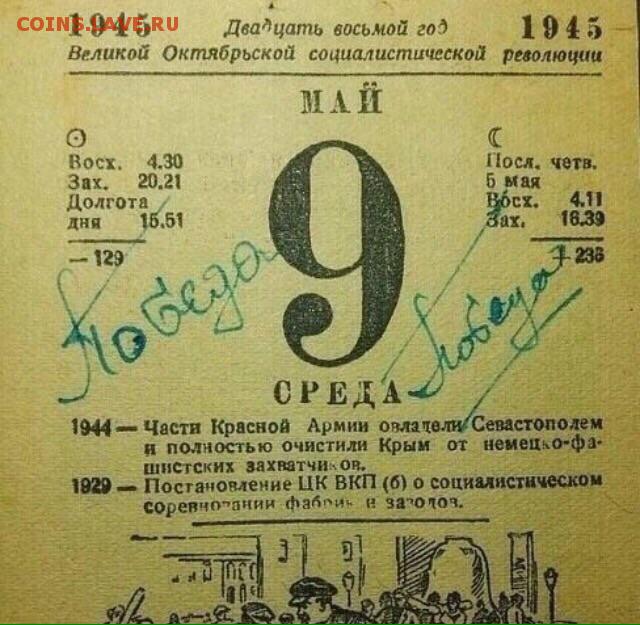 COINS.LAVE.RU
1945 Двадцать восьмой год 1945
Великой Октябрьской социалистической революции
МАЙ
Восх. 4.30
Зах. 20.21
Долгота
дня 15.51
— 129
9
Посл. четв.
5 мая
Восх. 4.11
Зах. 16.39
+ 236
Победа
Победа
СРЕДА
1944 — Части Красной Армии овладели Севастополем
и полностью очистили Крым от немецко-фа-
шистских захватчиков.
1929 — Постановление ЦК ВКП (б) о социалистическом
соревновании фабрик и заводов.